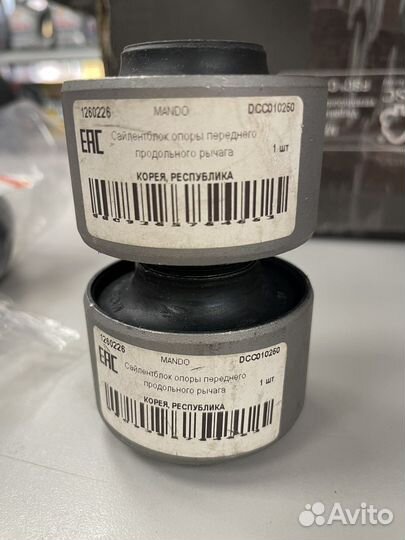 1260226 MANDO DCC010260
EAC Сайлентблок опоры переднего
продольного рычага 1 шт
КОРЕЯ, РЕСПУБЛИКА
1260226 MANDO DCC010260
EAC Сайлентблок опоры переднего
продольного рычага 1 шт
КОРЕЯ, РЕСПУБЛИКА
Avito